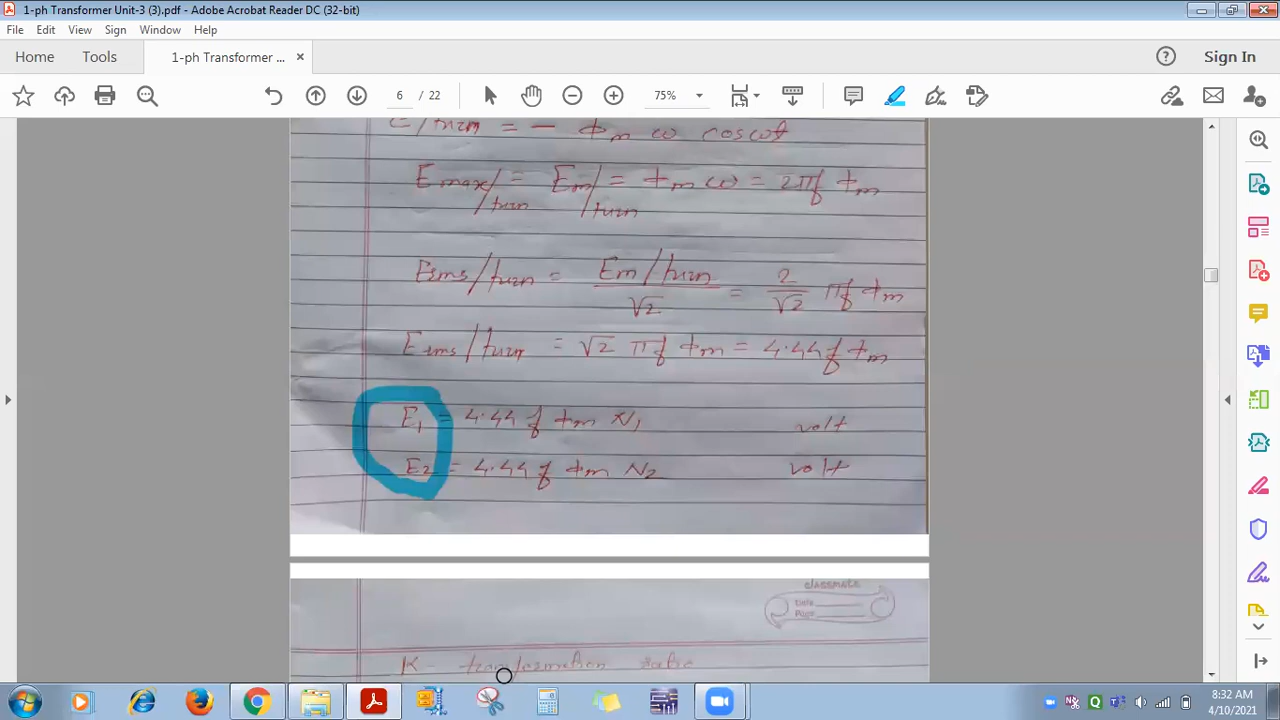 1-ph Transformer Unit-3 (3).pdf - Adobe Acrobat Reader DC (32-bit)
File Edit View Sign Window Help
Home Tools 1-ph Transformer ... × Sign In
6 / 22 75%
E/turn = - ϕm ω cosωt
Emax/turn = Em/turn = ϕm ω = 2πf ϕm
Erms/turn = Em/turn / √2 = 2/√2 πf ϕm
Erms/turn = √2 πf ϕm = 4.44 f ϕm
E1 = 4.44 f ϕm N1 volt
E2 = 4.44 f ϕm N2 volt
classmate
Date
Page
K - transformation ratio
8:32 AM
4/10/2021